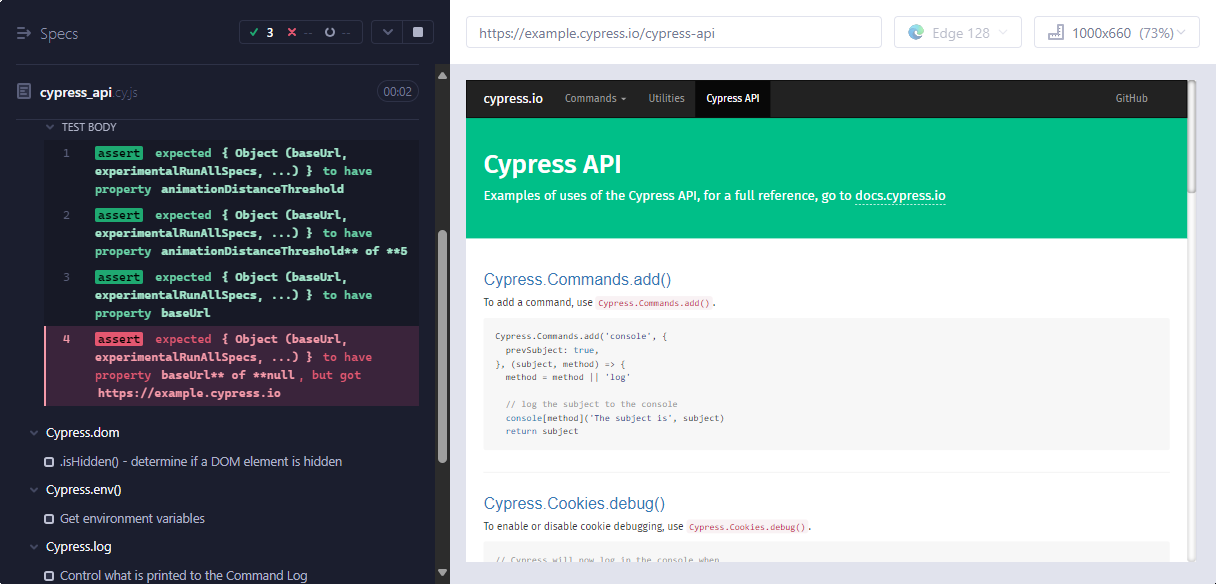 Specs
3 -- --
cypress_api.cy.js
00:02
TEST BODY
1 assert expected { Object (baseUrl,
experimentalRunAllSpecs, ...) } to have
property animationDistanceThreshold
2 assert expected { Object (baseUrl,
experimentalRunAllSpecs, ...) } to have
property animationDistanceThreshold** of **5
3 assert expected { Object (baseUrl,
experimentalRunAllSpecs, ...) } to have
property baseUrl
4 assert expected { Object (baseUrl,
experimentalRunAllSpecs, ...) } to have
property baseUrl** of **null, but got
https://example.cypress.io
Cypress.dom
.isHidden() - determine if a DOM element is hidden
Cypress.env()
Get environment variables
Cypress.log
Control what is printed to the Command Log
https://example.cypress.io/cypress-api
Edge 128
1000x660 (73%)
cypress.io Commands Utilities Cypress API GitHub
Cypress API
Examples of uses of the Cypress API, for a full reference, go to docs.cypress.io
Cypress.Commands.add()
To add a command, use Cypress.Commands.add().
Cypress.Commands.add('console', {
prevSubject: true,
}, (subject, method) => {
method = method || 'log'
// log the subject to the console
console[method]('The subject is', subject)
return subject
Cypress.Cookies.debug()
To enable or disable cookie debugging, use Cypress.Cookies.debug().
// Cypress will now log in the console when